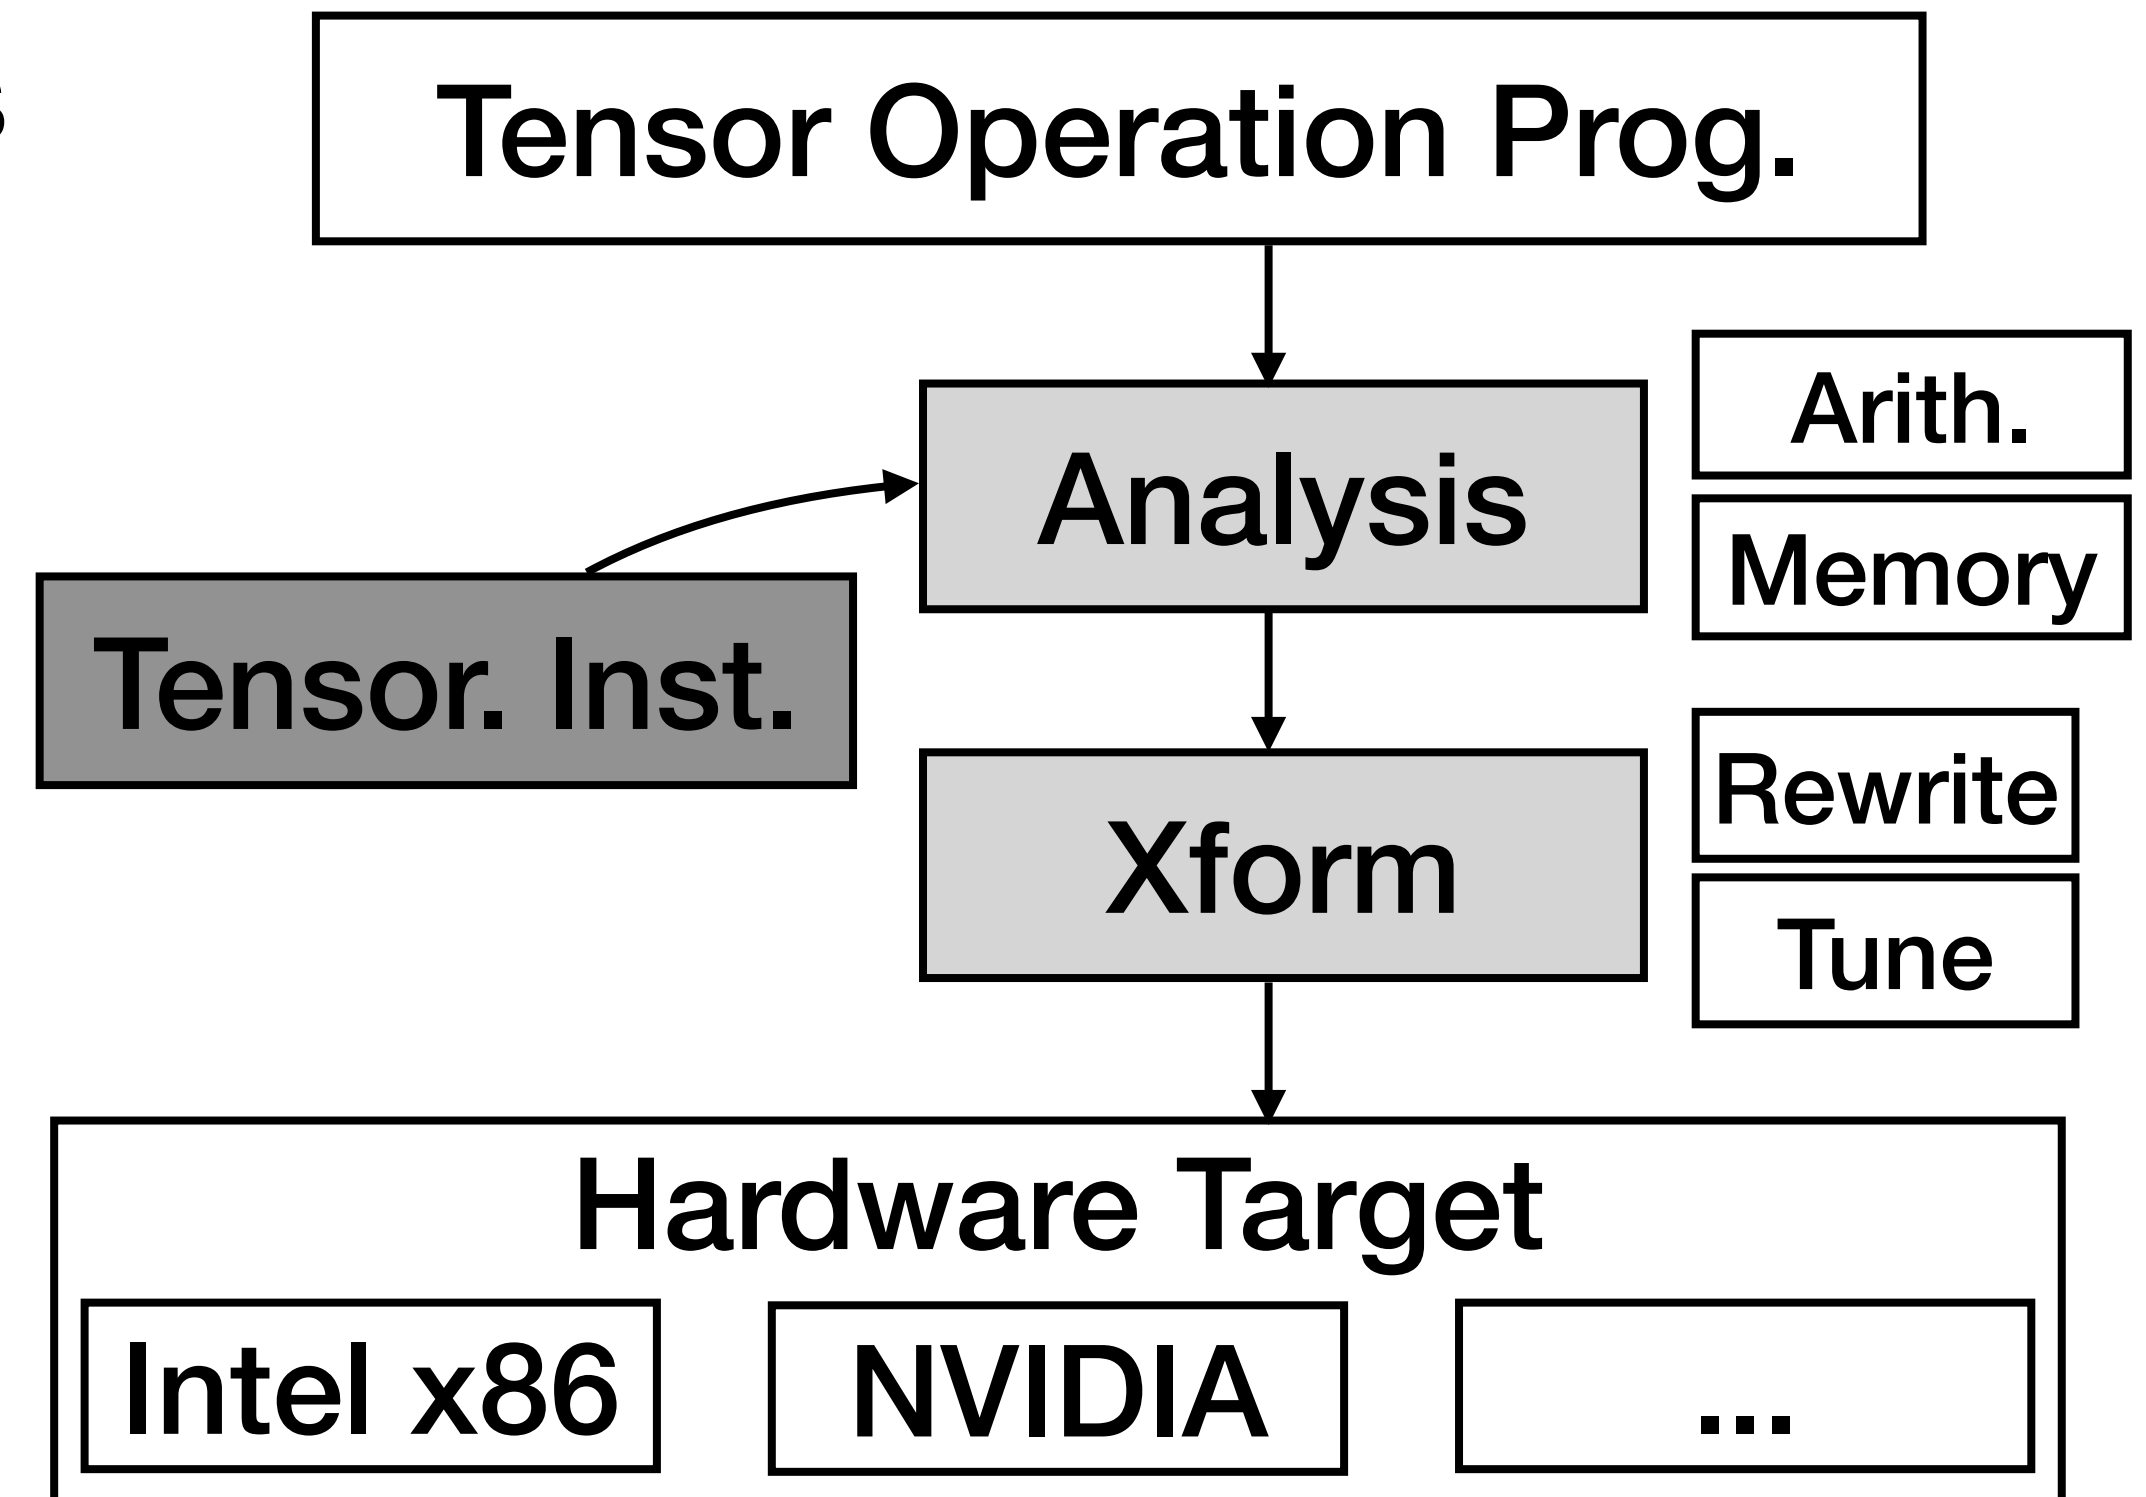 Tensor Operation Prog.
Analysis
Arith.
Memory
Tensor. Inst.
Xform
Rewrite
Tune
Hardware Target
Intel x86
NVIDIA
...